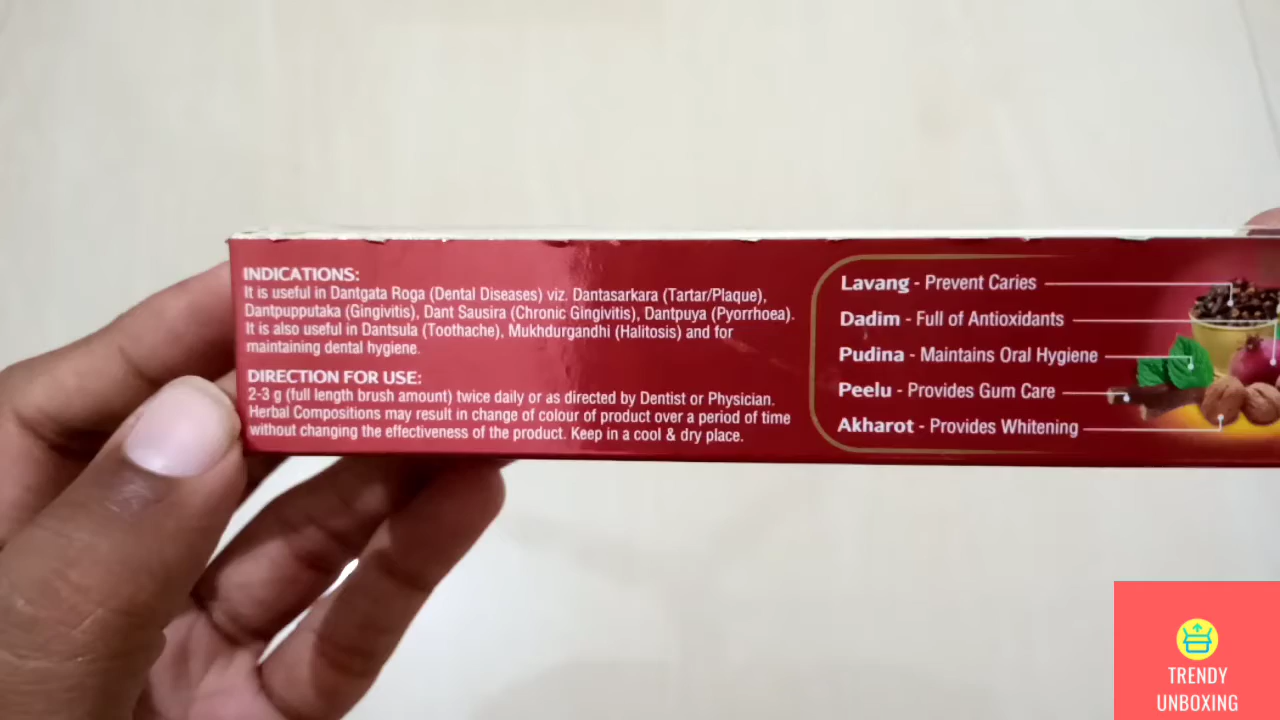 INDICATIONS:
It is useful in Dantgata Roga (Dental Diseases) viz. Dantasarkara (Tartar/Plaque),
Dantpupputaka (Gingivitis), Dant Sausira (Chronic Gingivitis), Dantpuya (Pyorrhoea).
It is also useful in Dantsula (Toothache), Mukhdurgandhi (Halitosis) and for
maintaining dental hygiene.
DIRECTION FOR USE:
2-3 g (full length brush amount) twice daily or as directed by Dentist or Physician.
Herbal Compositions may result in change of colour of product over a period of time
without changing the effectiveness of the product. Keep in a cool & dry place.
Lavang - Prevent Caries
Dadim - Full of Antioxidants
Pudina - Maintains Oral Hygiene
Peelu - Provides Gum Care
Akharot - Provides Whitening
TRENDY
UNBOXING